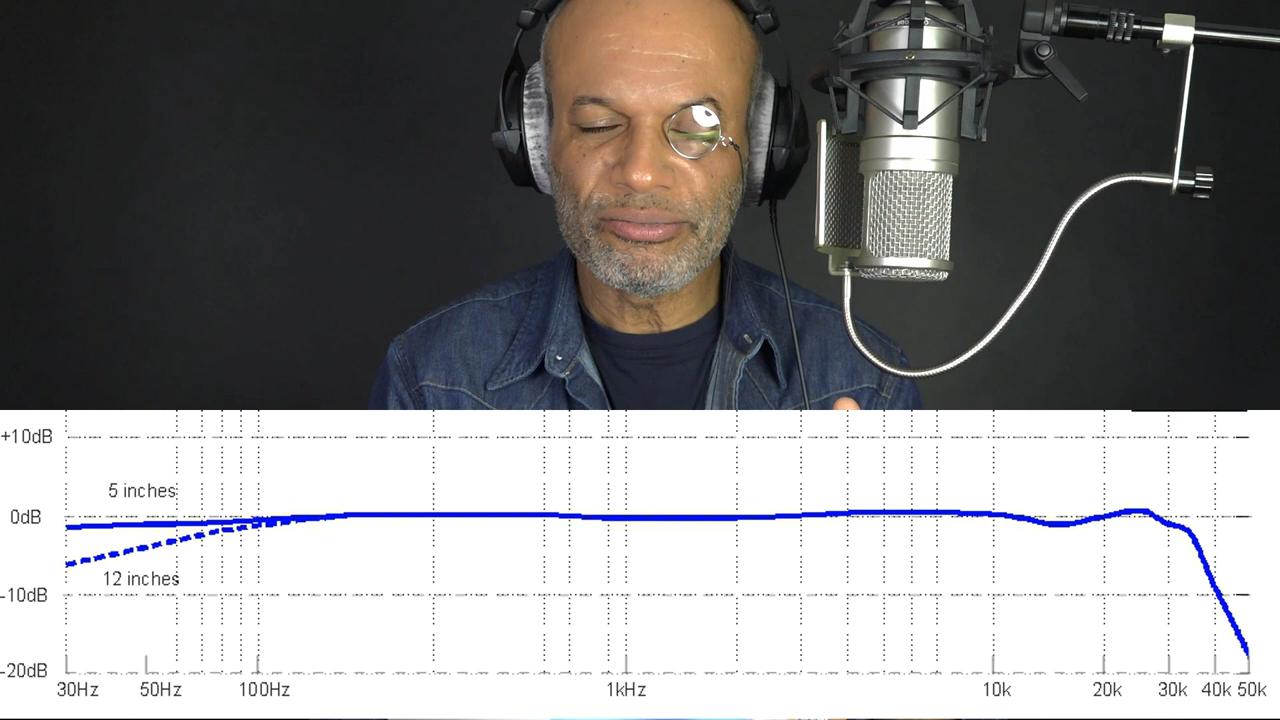 +10dB
5 inches
0dB
12 inches
-10dB
-20dB
30Hz 50Hz 100Hz 1kHz 10k 20k 30k 40k 50k